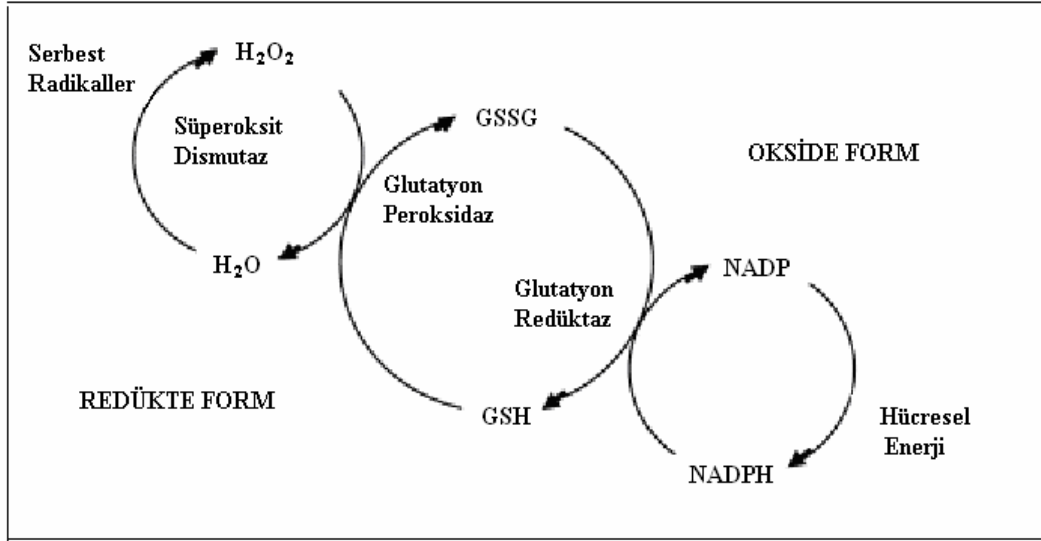 Serbest
Radikaller
H₂O₂
Süperoksit
Dismutaz
GSSG
OKSİDE FORM
Glutatyon
Peroksidaz
H₂O
NADP
Glutatyon
Redüktaz
REDÜKTE FORM
GSH
Hücresel
Enerji
NADPH